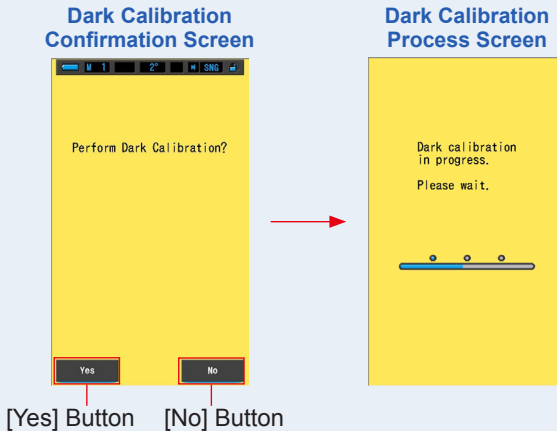 Dark Calibration
Confirmation Screen
M 1 2° M SNG
Perform Dark Calibration?
Yes No
[Yes] Button [No] Button
Dark Calibration
Process Screen
Dark calibration
in progress.
Please wait.